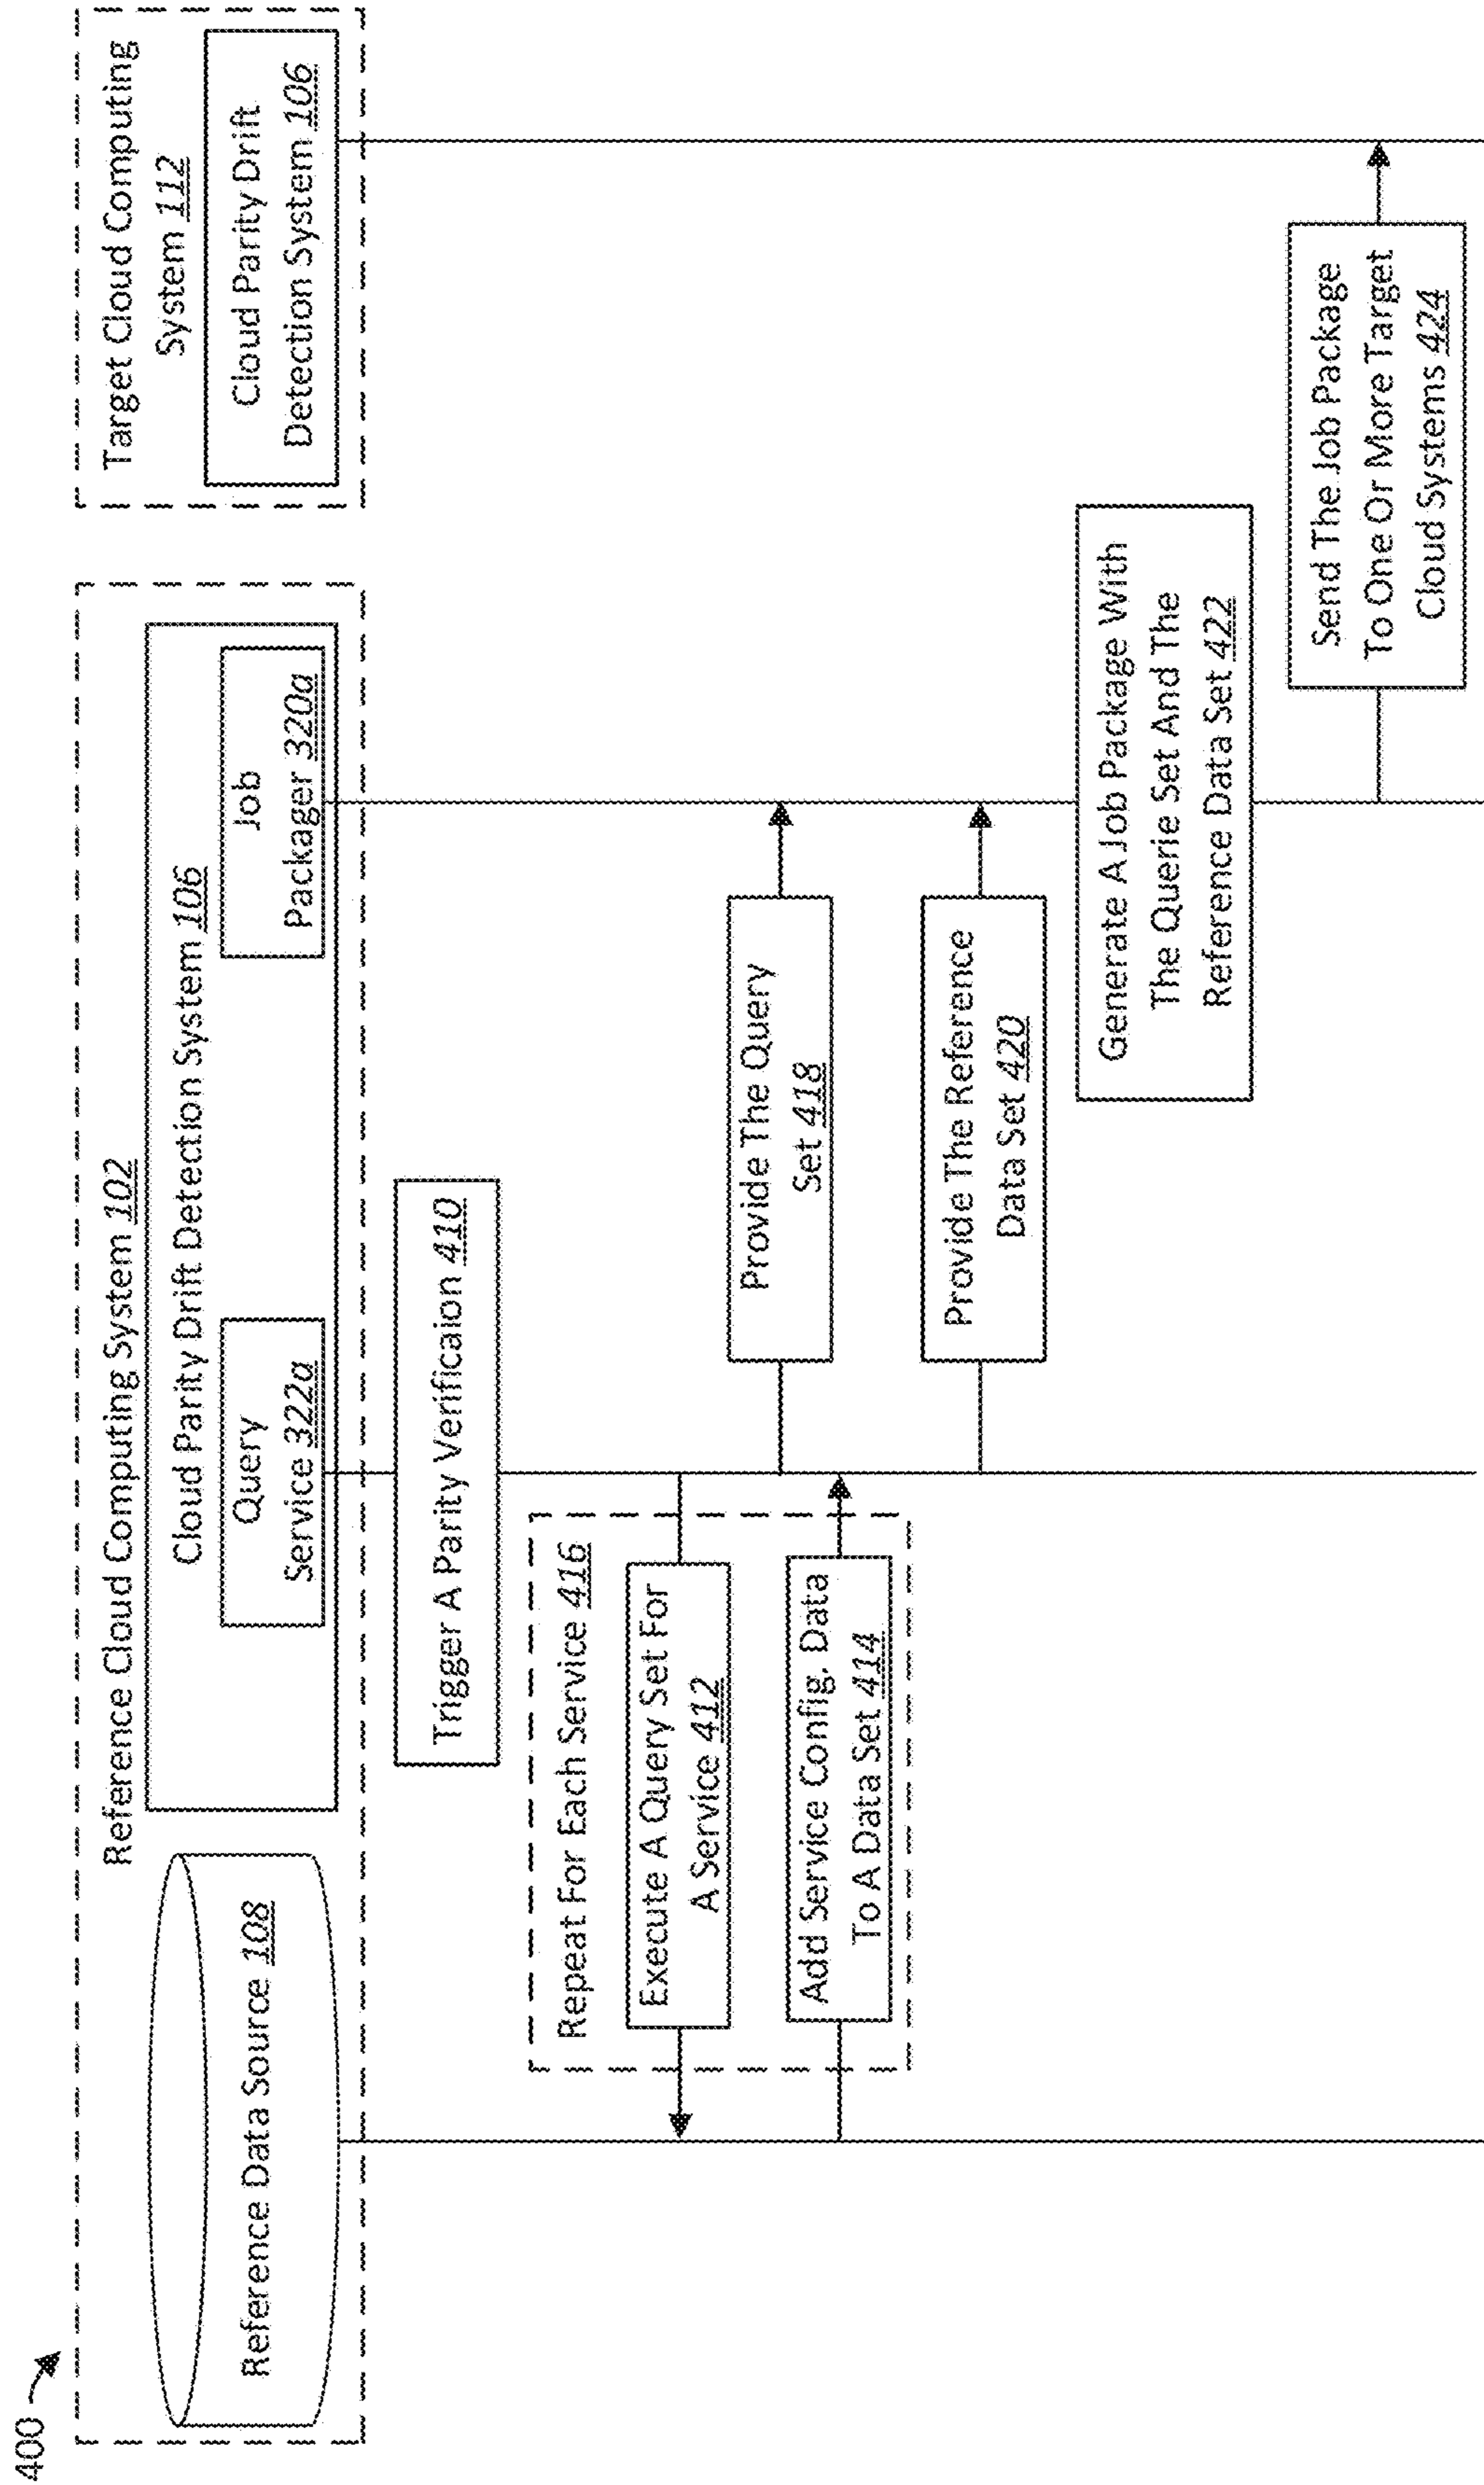 400
Reference Cloud Computing System 102
Reference Data Source 108
Cloud Parity Drift Detection System 106
Query
Service 322a
Job
Packager 320a
Target Cloud Computing
System 112
Cloud Parity Drift
Detection System 106
Trigger A Parity Verificaion 410
Repeat For Each Service 416
Execute A Query Set For
A Service 412
Add Service Config. Data
To A Data Set 414
Provide The Query
Set 418
Provide The Reference
Data Set 420
Generate A Job Package With
The Querie Set And The
Reference Data Set 422
Send The Job Package
To One Or More Target
Cloud Systems 424